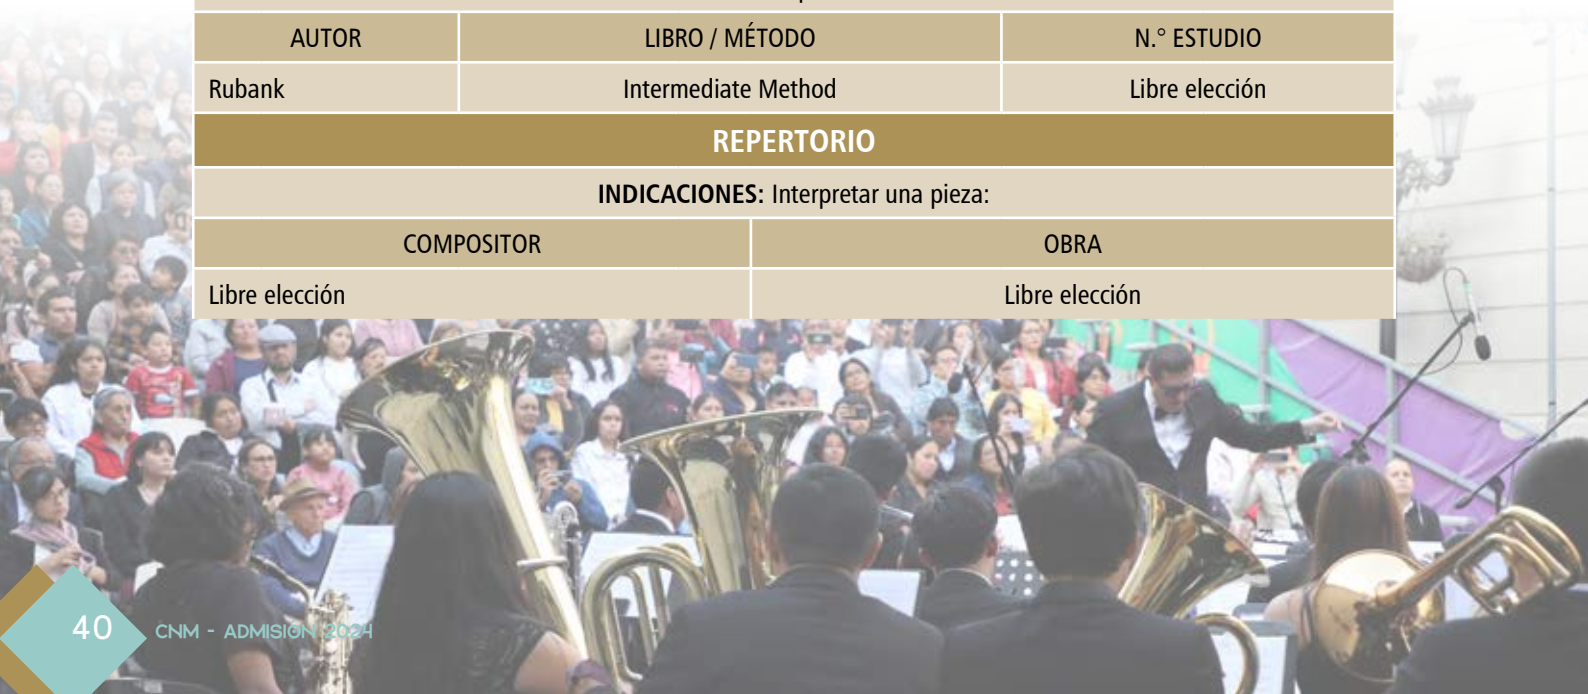 AUTOR LIBRO / MÉTODO N.° ESTUDIO
Rubank Intermediate Method Libre elección
REPERTORIO
INDICACIONES: Interpretar una pieza:
COMPOSITOR OBRA
Libre elección Libre elección
40 CNM - ADMISIÓN 2024